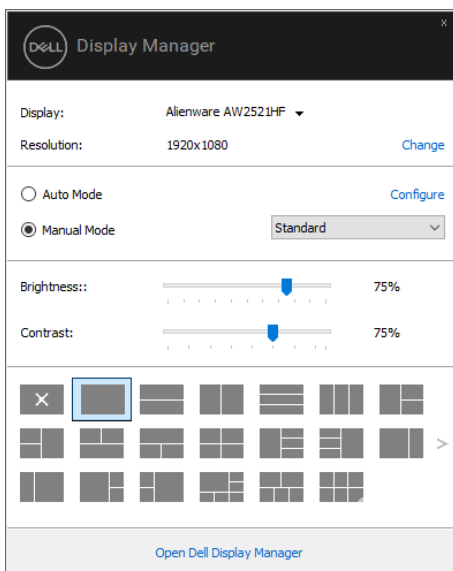 x
DELL Display Manager
Display: Alienware AW2521HF
Resolution: 1920x1080 Change
Auto Mode Configure
Manual Mode Standard
Brightness:: 75%
Contrast: 75%
Open Dell Display Manager